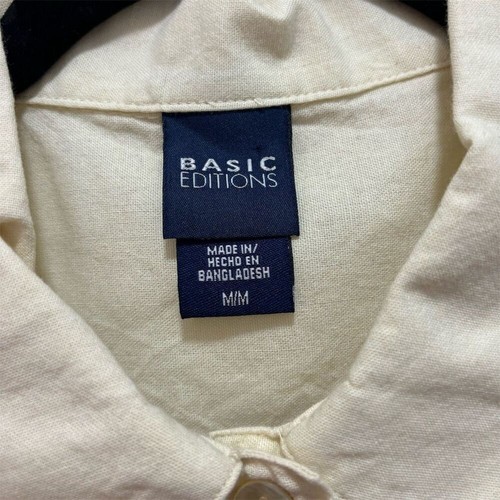 BASIC
EDITIONS
MADE IN/
HECHO EN
BANGLADESH
M/M